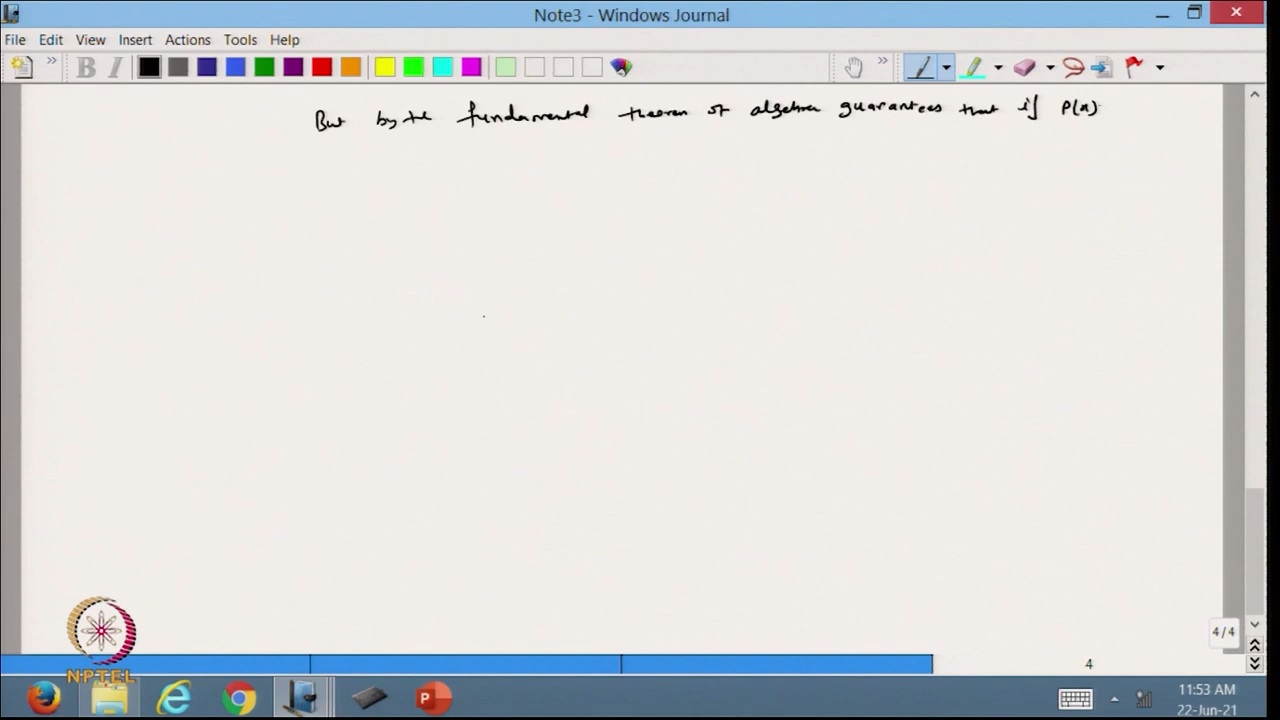 Note3 - Windows Journal
File Edit View Insert Actions Tools Help
B I
But by the fundamental theorem of algebra guarantees that if P(x)
4/4
4
NPTEL
11:53 AM
22-Jun-21